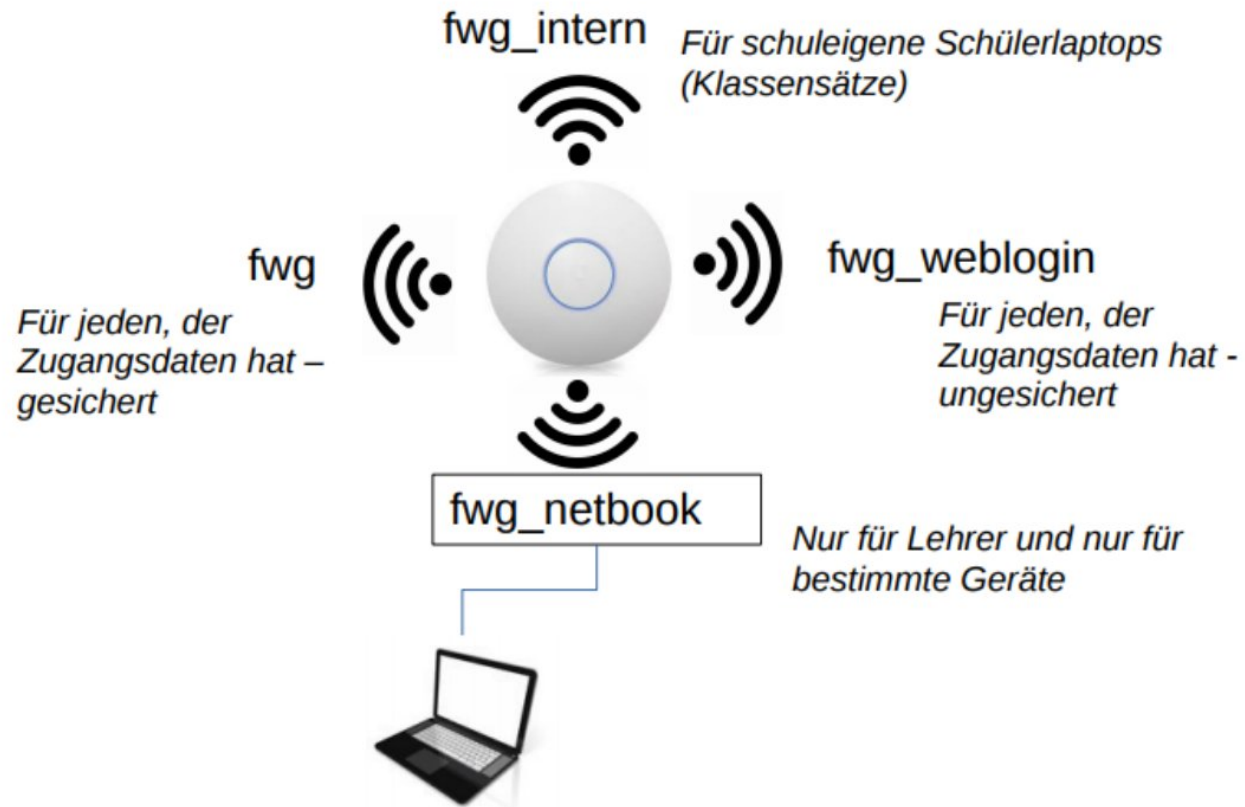 fwg_intern
Für schuleigene Schülerlaptops
(Klassensätze)
fwg
Für jeden, der
Zugangsdaten hat –
gesichert
fwg_weblogin
Für jeden, der
Zugangsdaten hat -
ungesichert
fwg_netbook
Nur für Lehrer und nur für
bestimmte Geräte